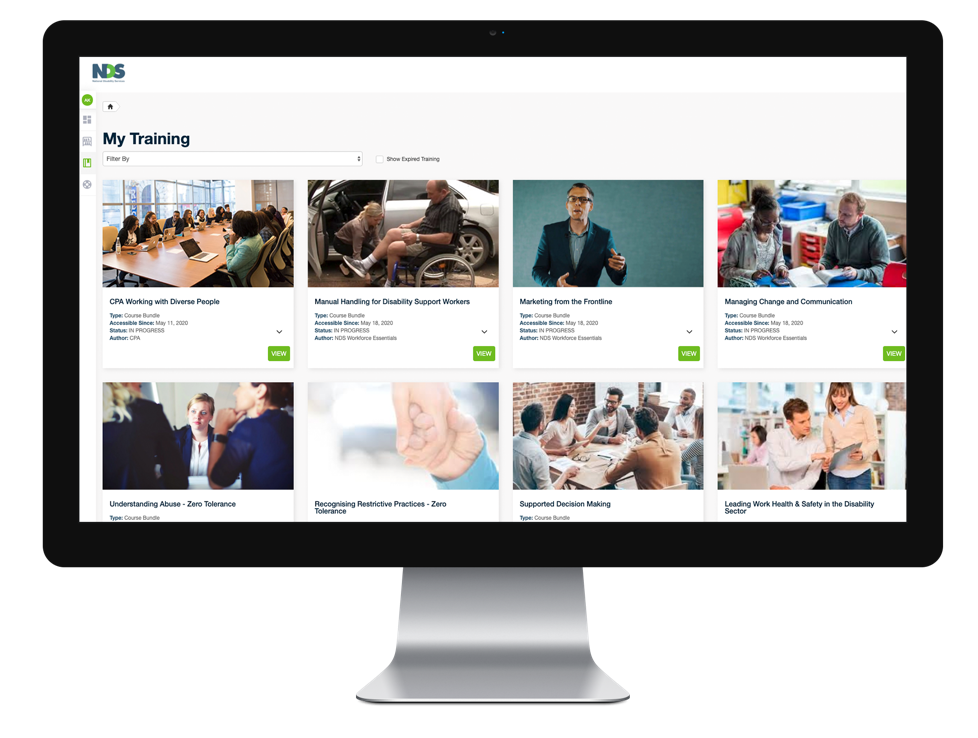 NDS
National Disability Services
My Training
Filter By
Show Expired Training
CPA Working with Diverse People
Type: Course Bundle
Accessible Since: May 11, 2020
Status: IN PROGRESS
Author: CPA
VIEW
Manual Handling for Disability Support Workers
Type: Course Bundle
Accessible Since: May 18, 2020
Status: IN PROGRESS
Author: NDS Workforce Essentials
VIEW
Marketing from the Frontline
Type: Course Bundle
Accessible Since: May 18, 2020
Status: IN PROGRESS
Author: NDS Workforce Essentials
VIEW
Managing Change and Communication
Type: Course Bundle
Accessible Since: May 18, 2020
Status: IN PROGRESS
Author: NDS Workforce Essentials
VIEW
Understanding Abuse - Zero Tolerance
Type: Course Bundle
Recognising Restrictive Practices - Zero
Tolerance
Supported Decision Making
Type: Course Bundle
Leading Work Health & Safety in the Disability
Sector